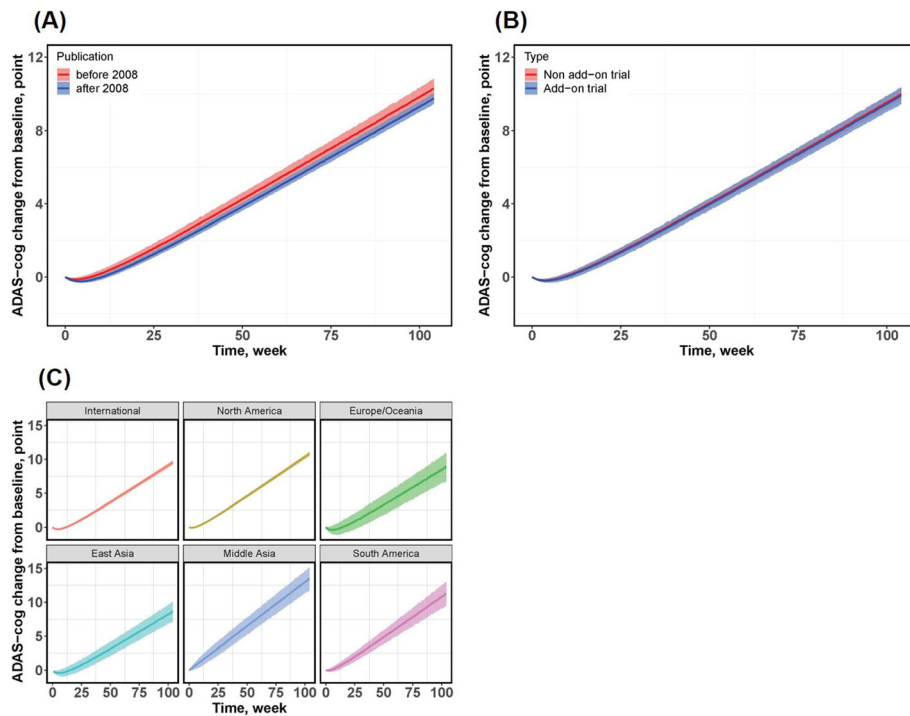 (A)
ADAS-cog change from baseline, point
12
8
4
0
Publication
before 2008
after 2008
0 25 50 75 100
Time, week
(B)
ADAS-cog change from baseline, point
12
8
4
0
Type
Non add-on trial
Add-on trial
0 25 50 75 100
Time, week
(C)
ADAS-cog change from baseline, point
International North America Europe/Oceania
15
10
5
0
East Asia Middle Asia South America
15
10
5
0
0 25 50 75 100 0 25 50 75 100 0 25 50 75 100
Time, week